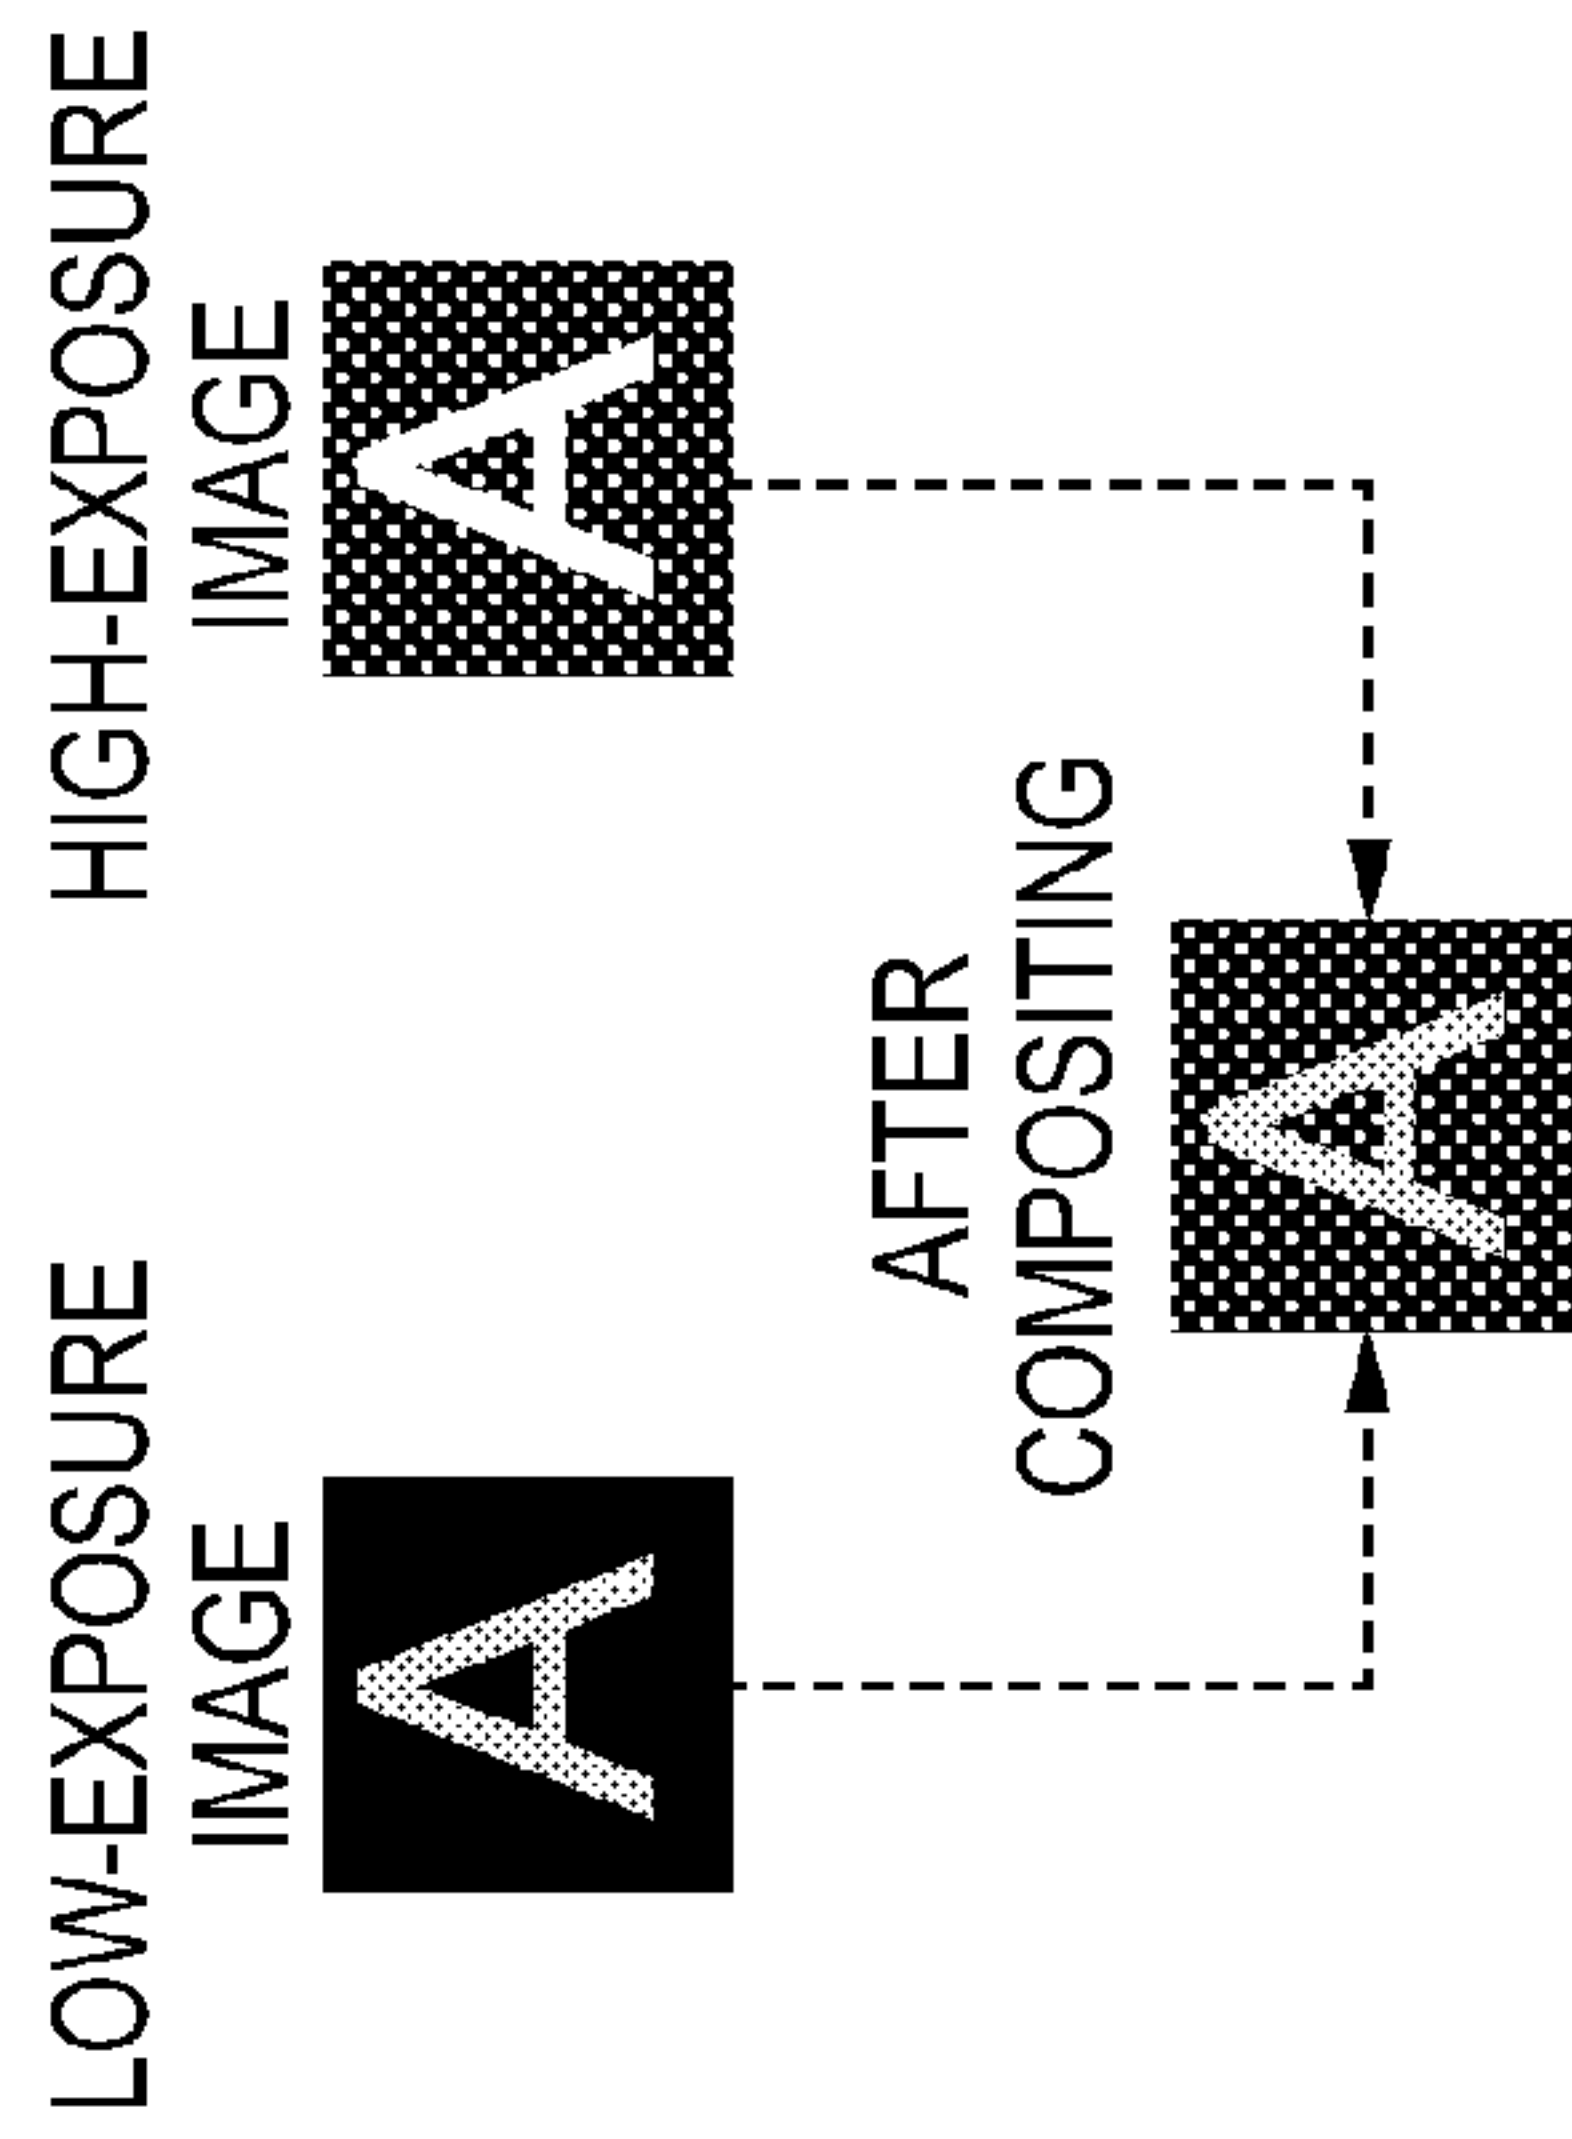 LOW-EXPOSURE
IMAGE
A
HIGH-EXPOSURE
IMAGE
A
AFTER
COMPOSITING
A